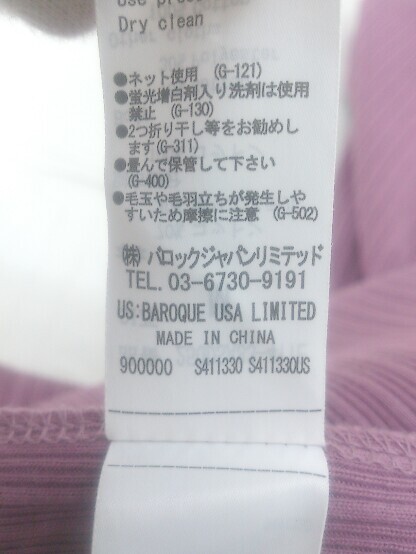 Dry clean
●ネット使用 (G-121)
●蛍光増白剤入り洗剤は使用
禁止 (G-130)
●2つ折り干し等をお勧めし
ます(G-311)
●畳んで保管して下さい
(G-400)
●毛玉や毛羽立ちが発生しや
すいため摩擦に注意 (G-502)
㈱バロックジャパンリミテッド
TEL. 03-6730-9191
US:BAROQUE USA LIMITED
MADE IN CHINA
900000 S411330 S411330US